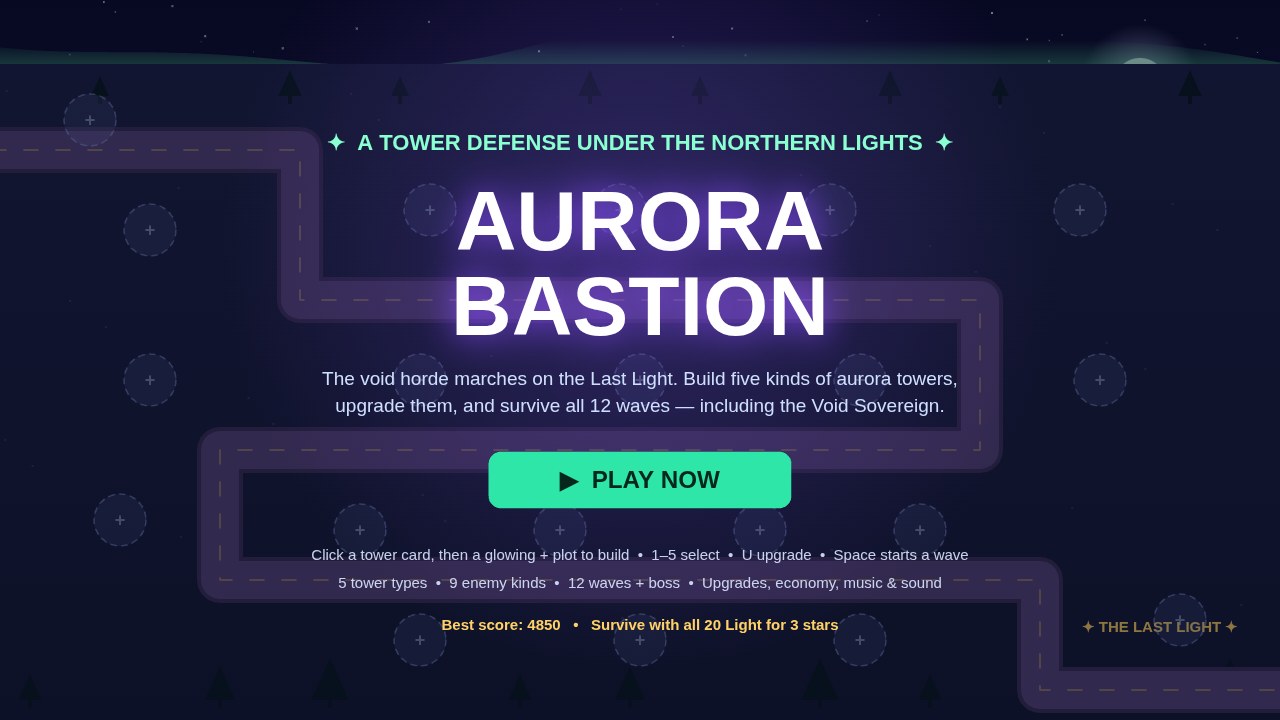 ✦ A TOWER DEFENSE UNDER THE NORTHERN LIGHTS ✦
AURORA
BASTION
The void horde marches on the Last Light. Build five kinds of aurora towers,
upgrade them, and survive all 12 waves — including the Void Sovereign.
▶ PLAY NOW
Click a tower card, then a glowing + plot to build • 1–5 select • U upgrade • Space starts a wave
5 tower types • 9 enemy kinds • 12 waves + boss • Upgrades, economy, music & sound
Best score: 4850 • Survive with all 20 Light for 3 stars
✦ THE LAST LIGHT ✦